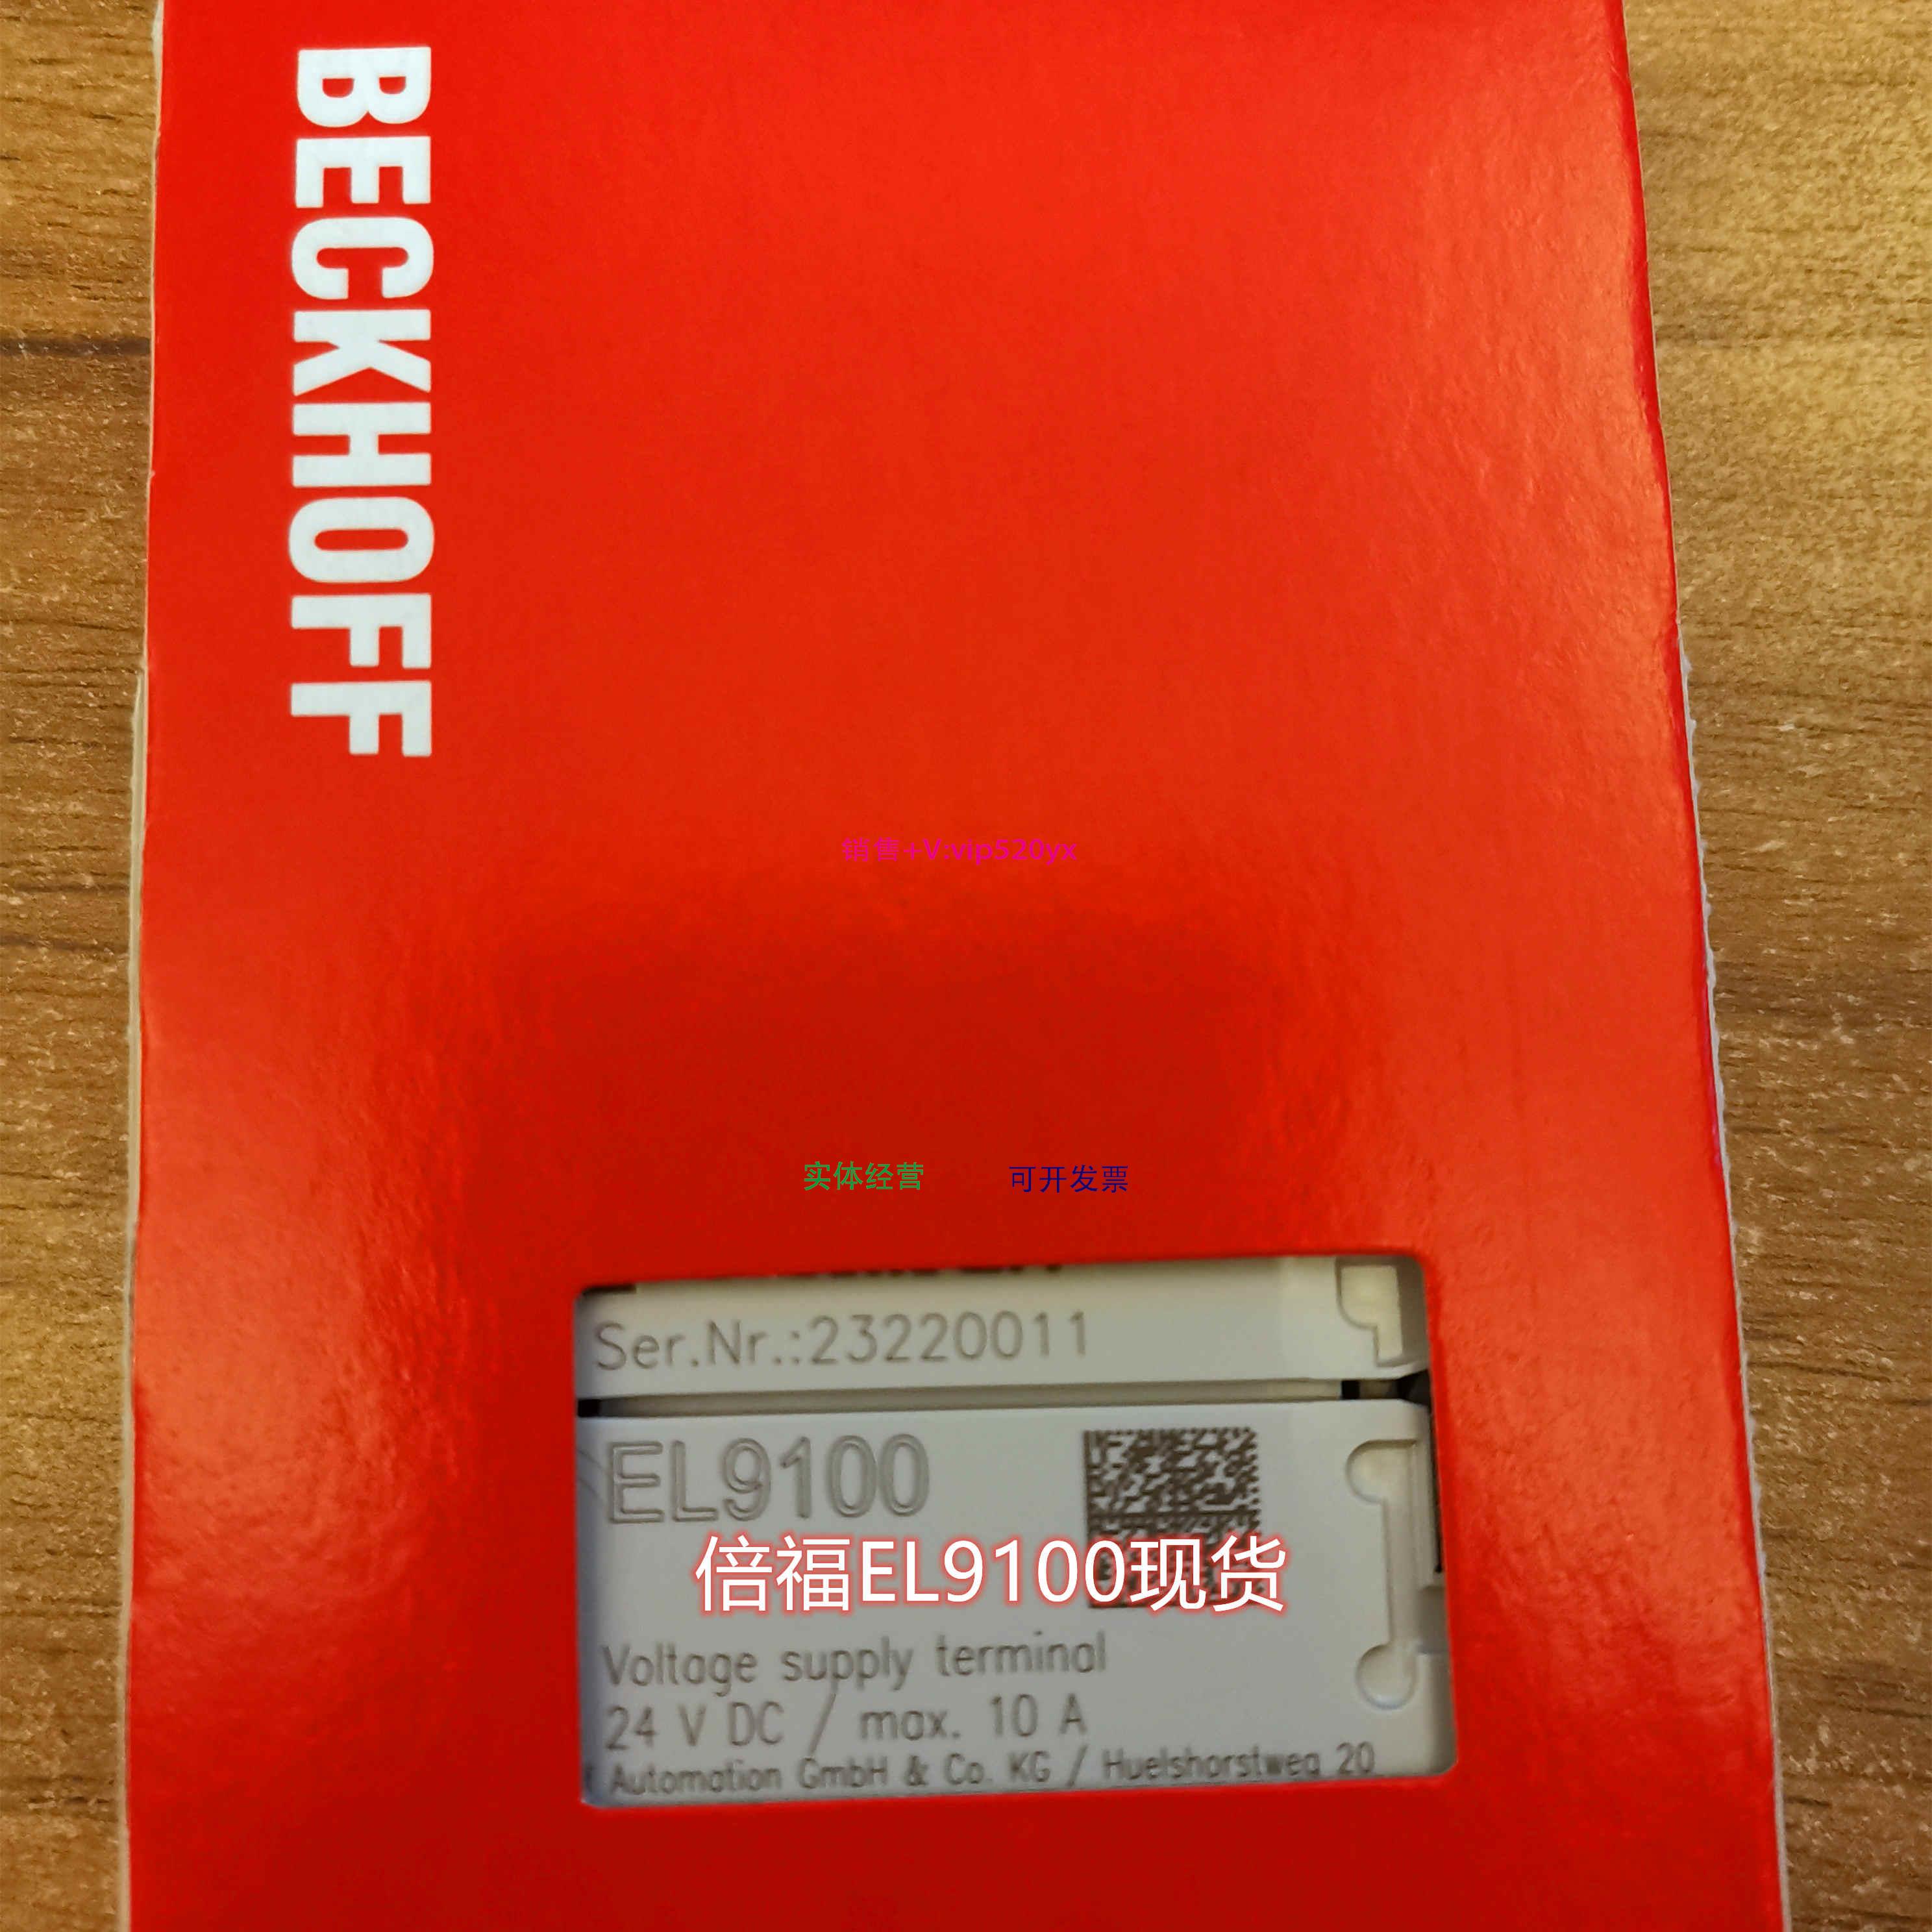 BECKHOFF
销售+V:vip520yx
实体经营 可开发票
Ser.Nr.:23220011
EL9100
倍福EL9100现货
Voltage supply terminal
24 V DC / max. 10 A
Automation GmbH & Co. KG / Huelshorstweg 20